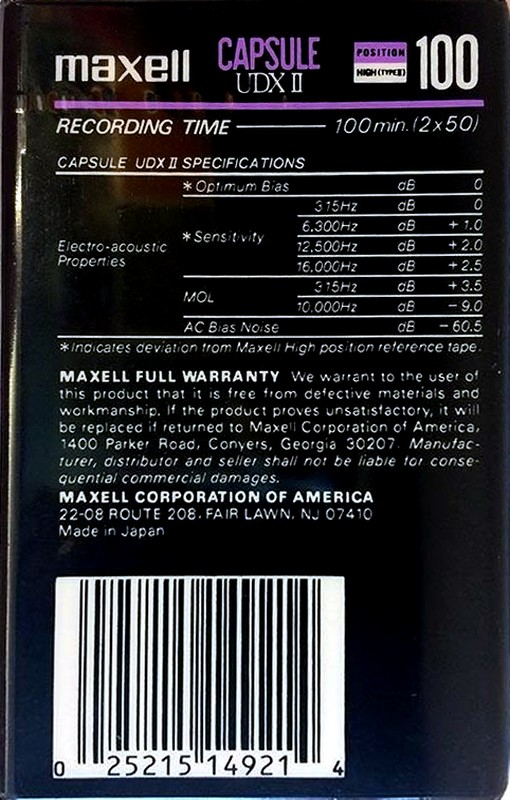 maxell CAPSULE UDX II POSITION HIGH (TYPE II) 100
RECORDING TIME 100 min. (2x50)
CAPSULE UDX II SPECIFICATIONS
Electro-acoustic Properties
*Optimum Bias dB 0
*Sensitivity 315Hz dB 0
6,300Hz dB +1.0
12,500Hz dB +2.0
16,000Hz dB +2.5
MOL 315Hz dB +3.5
10,000Hz dB -9.0
AC Bias Noise dB -60.5
*Indicates deviation from Maxell High position reference tape.
MAXELL FULL WARRANTY We warrant to the user of
this product that it is free from defective materials and
workmanship. If the product proves unsatisfactory, it will
be replaced if returned to Maxell Corporation of America,
1400 Parker Road, Conyers, Georgia 30207. Manufac-
turer, distributor and seller shall not be liable for conse-
quential commercial damages.
MAXELL CORPORATION OF AMERICA
22-08 ROUTE 208, FAIR LAWN, NJ 07410
Made in Japan
0 25215 14921 4